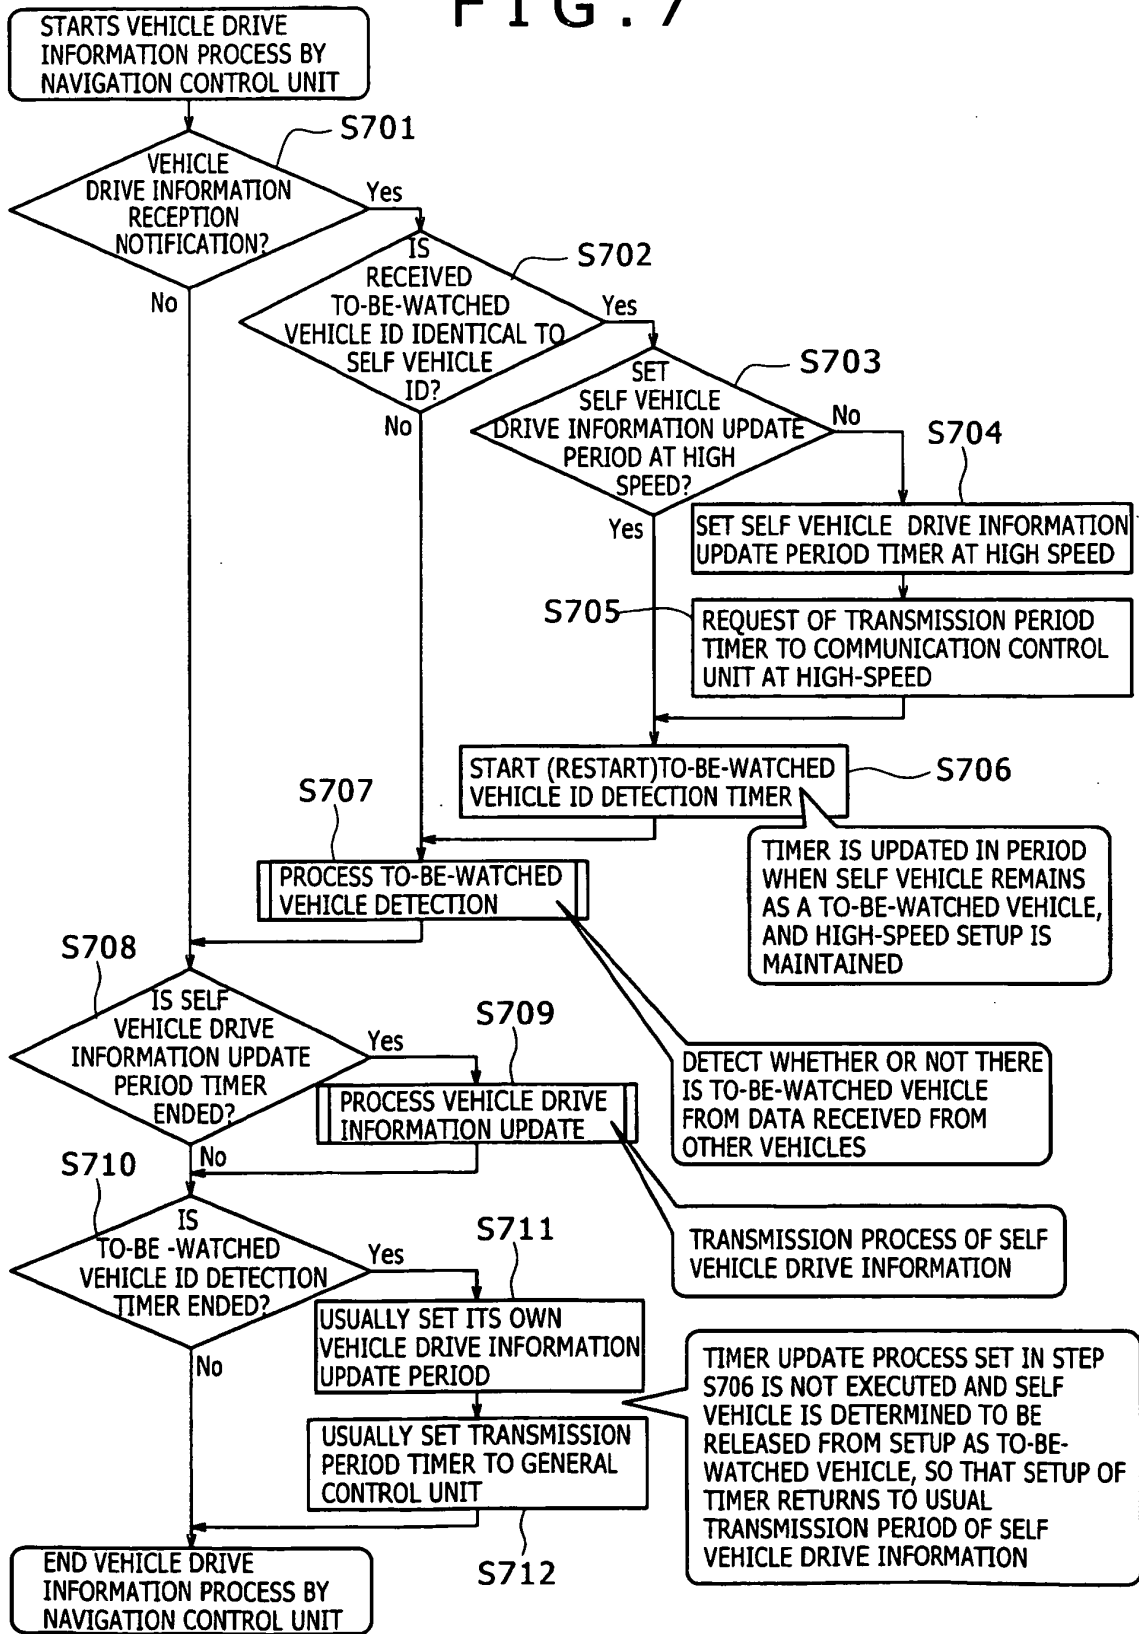 FIG.7
STARTS VEHICLE DRIVE
INFORMATION PROCESS BY
NAVIGATION CONTROL UNIT
S701
VEHICLE
DRIVE INFORMATION
RECEPTION
NOTIFICATION?
Yes
No
S702
IS
RECEIVED
TO-BE-WATCHED
VEHICLE ID IDENTICAL TO
SELF VEHICLE
ID?
Yes
No
S703
SET
SELF VEHICLE
DRIVE INFORMATION UPDATE
PERIOD AT HIGH
SPEED?
No
Yes
S704
SET SELF VEHICLE DRIVE INFORMATION
UPDATE PERIOD TIMER AT HIGH SPEED
S705
REQUEST OF TRANSMISSION PERIOD
TIMER TO COMMUNICATION CONTROL
UNIT AT HIGH-SPEED
START (RESTART)TO-BE-WATCHED
VEHICLE ID DETECTION TIMER
S706
TIMER IS UPDATED IN PERIOD
WHEN SELF VEHICLE REMAINS
AS A TO-BE-WATCHED VEHICLE,
AND HIGH-SPEED SETUP IS
MAINTAINED
S707
PROCESS TO-BE-WATCHED
VEHICLE DETECTION
DETECT WHETHER OR NOT THERE
IS TO-BE-WATCHED VEHICLE
FROM DATA RECEIVED FROM
OTHER VEHICLES
S708
IS SELF
VEHICLE DRIVE
INFORMATION UPDATE
PERIOD TIMER
ENDED?
Yes
No
S709
PROCESS VEHICLE DRIVE
INFORMATION UPDATE
TRANSMISSION PROCESS OF SELF
VEHICLE DRIVE INFORMATION
S710
IS
TO-BE -WATCHED
VEHICLE ID DETECTION
TIMER ENDED?
Yes
No
S711
USUALLY SET ITS OWN
VEHICLE DRIVE INFORMATION
UPDATE PERIOD
USUALLY SET TRANSMISSION
PERIOD TIMER TO GENERAL
CONTROL UNIT
S712
TIMER UPDATE PROCESS SET IN STEP
S706 IS NOT EXECUTED AND SELF
VEHICLE IS DETERMINED TO BE
RELEASED FROM SETUP AS TO-BE-
WATCHED VEHICLE, SO THAT SETUP OF
TIMER RETURNS TO USUAL
TRANSMISSION PERIOD OF SELF
VEHICLE DRIVE INFORMATION
END VEHICLE DRIVE
INFORMATION PROCESS BY
NAVIGATION CONTROL UNIT